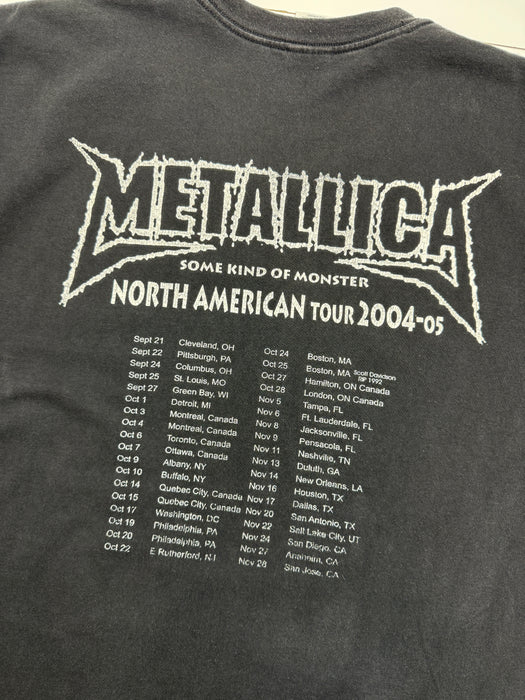 METALLICA
SOME KIND OF MONSTER
NORTH AMERICAN TOUR 2004-05
Sept 21 Cleveland, OH
Sept 22 Pittsburgh, PA
Sept 24 Columbus, OH
Sept 25 St. Louis, MO
Sept 27 Green Bay, WI
Oct 1 Detroit, MI
Oct 3 Montreal, Canada
Oct 4 Montreal, Canada
Oct 6 Toronto, Canada
Oct 7 Ottawa, Canada
Oct 9 Albany, NY
Oct 10 Buffalo, NY
Oct 14 Quebec City, Canada
Oct 15 Quebec City, Canada
Oct 17 Washington, DC
Oct 19 Philadelphia, PA
Oct 20 Philadelphia, PA
Oct 22 E Rutherford, NJ
Oct 24 Boston, MA
Oct 25 Boston, MA Scott Davidson
RIP 1992
Oct 27 Hamilton, ON Canada
Oct 28 London, ON Canada
Nov 5 Tampa, FL
Nov 6 Ft. Lauderdale, FL
Nov 8 Jacksonville, FL
Nov 9 Pensacola, FL
Nov 11 Nashville, TN
Nov 13 Duluth, GA
Nov 14 New Orleans, LA
Nov 16 Houston, TX
Nov 17 Dallas, TX
Nov 20 San Antonio, TX
Nov 22 Salt Lake City, UT
Nov 24 San Diego, CA
Nov 27 Anaheim, CA
Nov 28 San Jose, CA